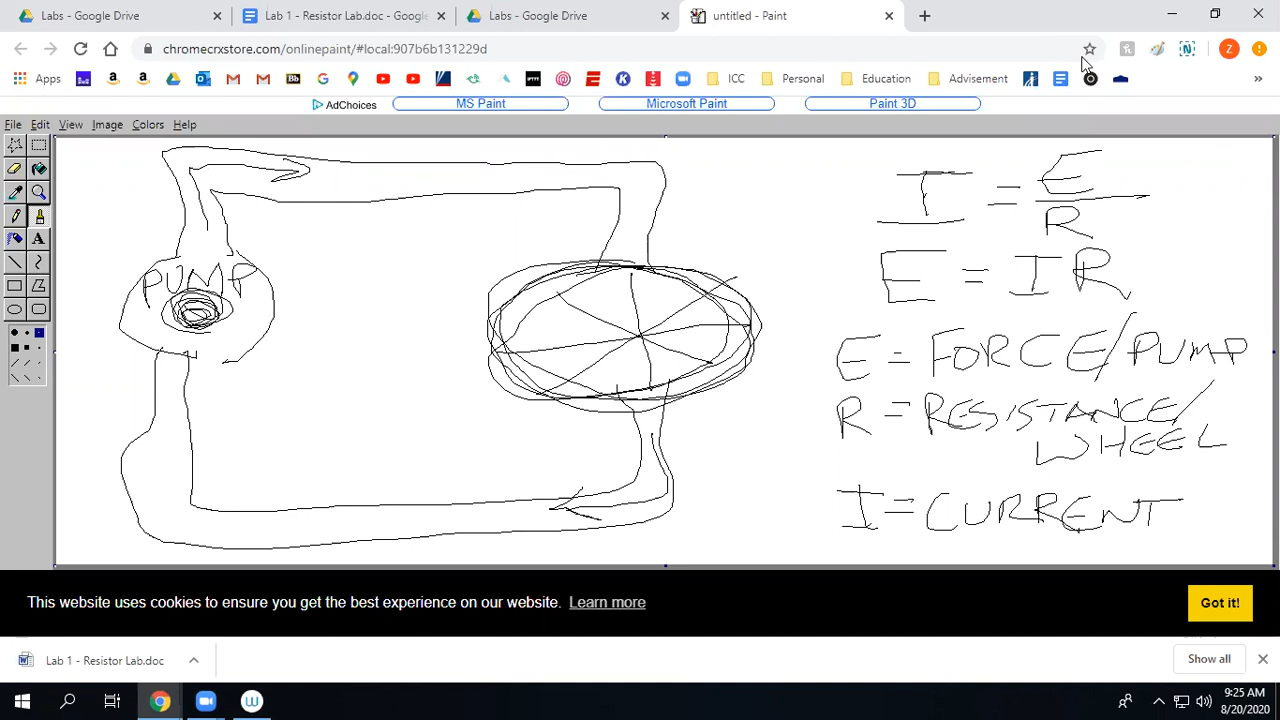 Labs - Google Drive
Lab 1 - Resistor Lab.doc - Google
Labs - Google Drive
untitled - Paint
chromecrxstore.com/onlinepaint/#local:907b6b131229d
Z
Apps
ICC
Personal
Education
Advisement
AdChoices
MS Paint
Microsoft Paint
Paint 3D
File Edit View Image Colors Help
PUMP
I = E
R
E = IR
E = FORCE/PUMP
R = RESISTANCE/
WHEEL
I = CURRENT
This website uses cookies to ensure you get the best experience on our website. Learn more
Got it!
Lab 1 - Resistor Lab.doc
Show all
9:25 AM
8/20/2020